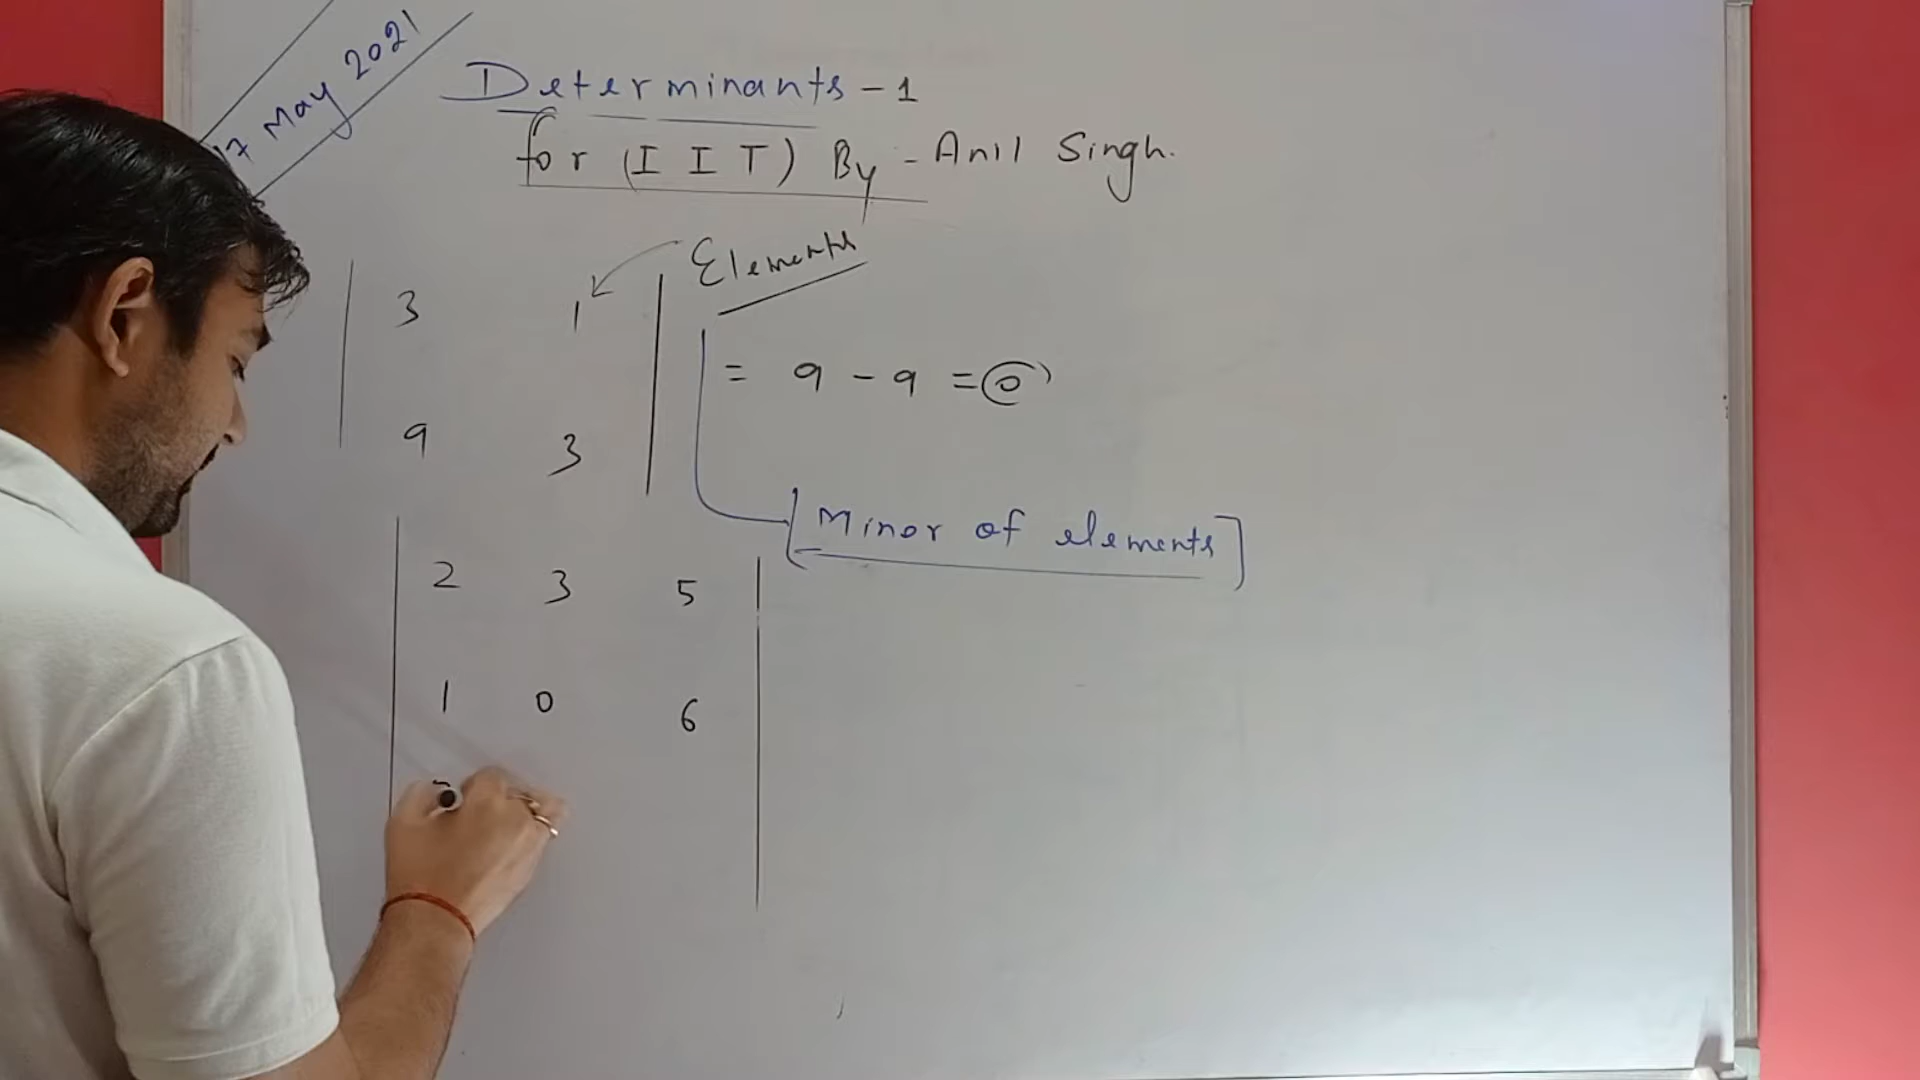 17 May 2021
Determinants - 1
for (IIT) By - Anil Singh.
Elements
3 1
= 9 - 9 = 0
9 3
[Minor of elements]
2 3 5
1 0 6